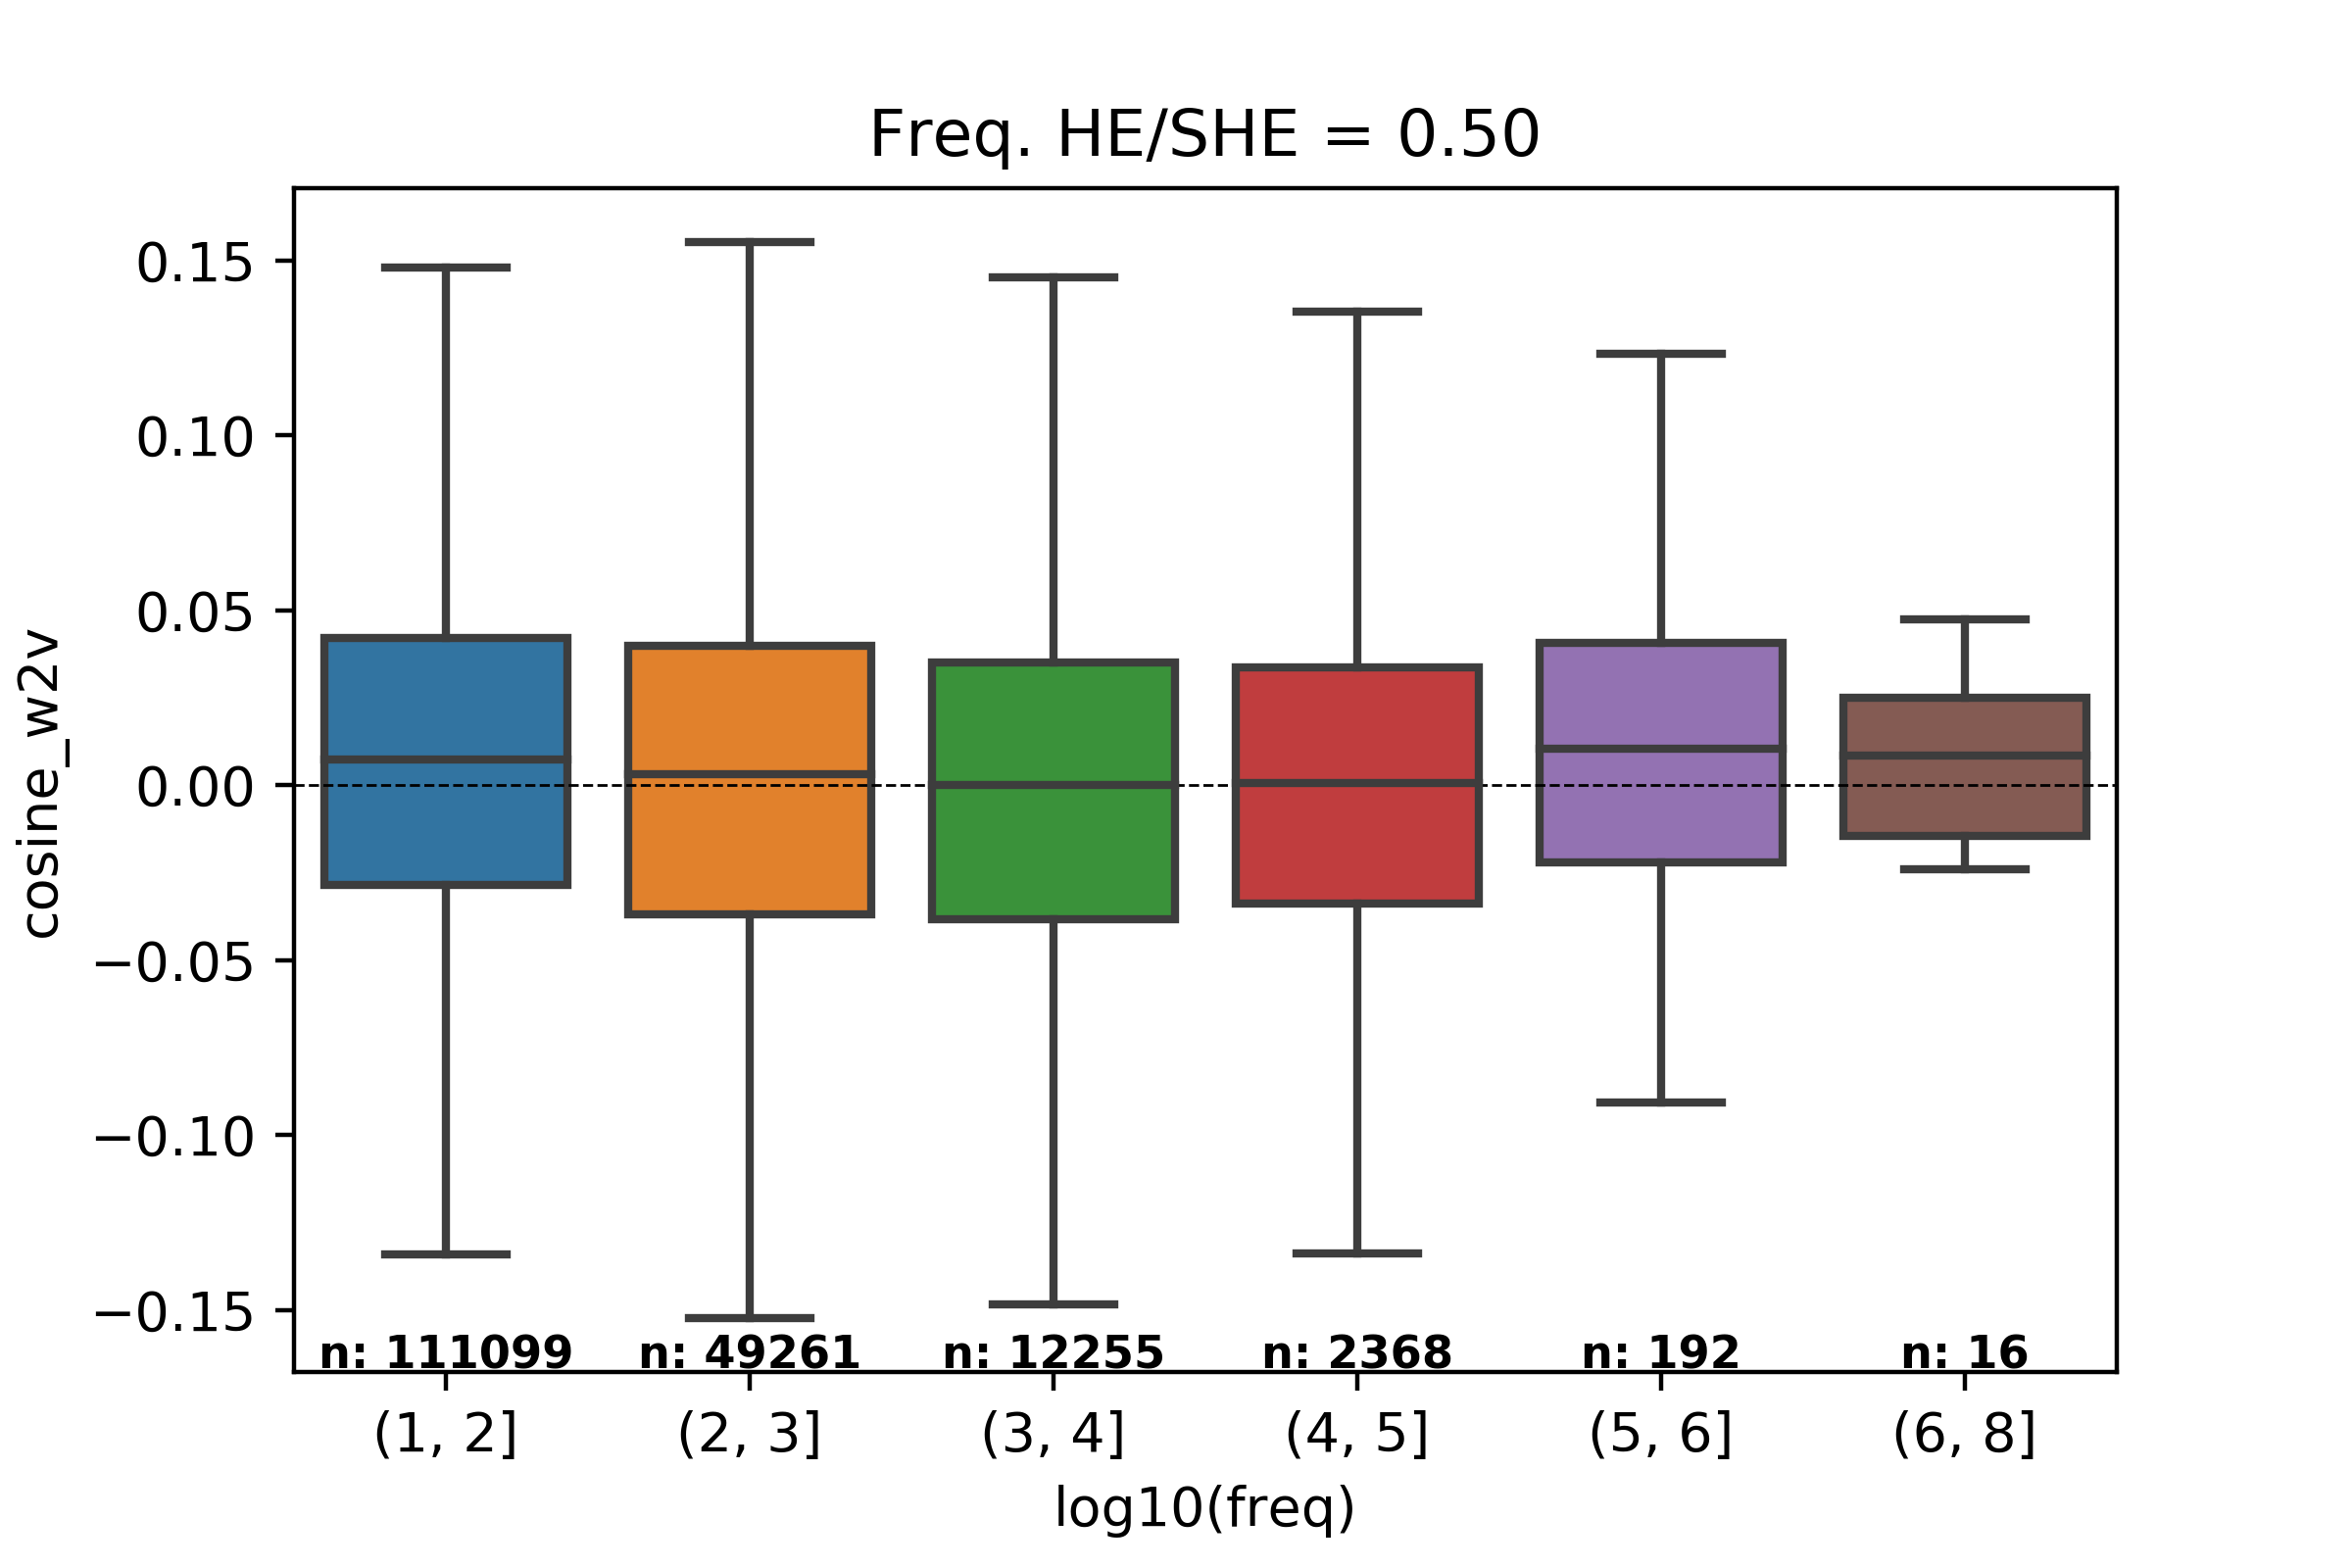 Freq. HE/SHE = 0.50
cosine_w2v
0.15
0.10
0.05
0.00
−0.05
−0.10
−0.15
n: 111099 n: 49261 n: 12255 n: 2368 n: 192 n: 16
(1, 2] (2, 3] (3, 4] (4, 5] (5, 6] (6, 8]
log10(freq)